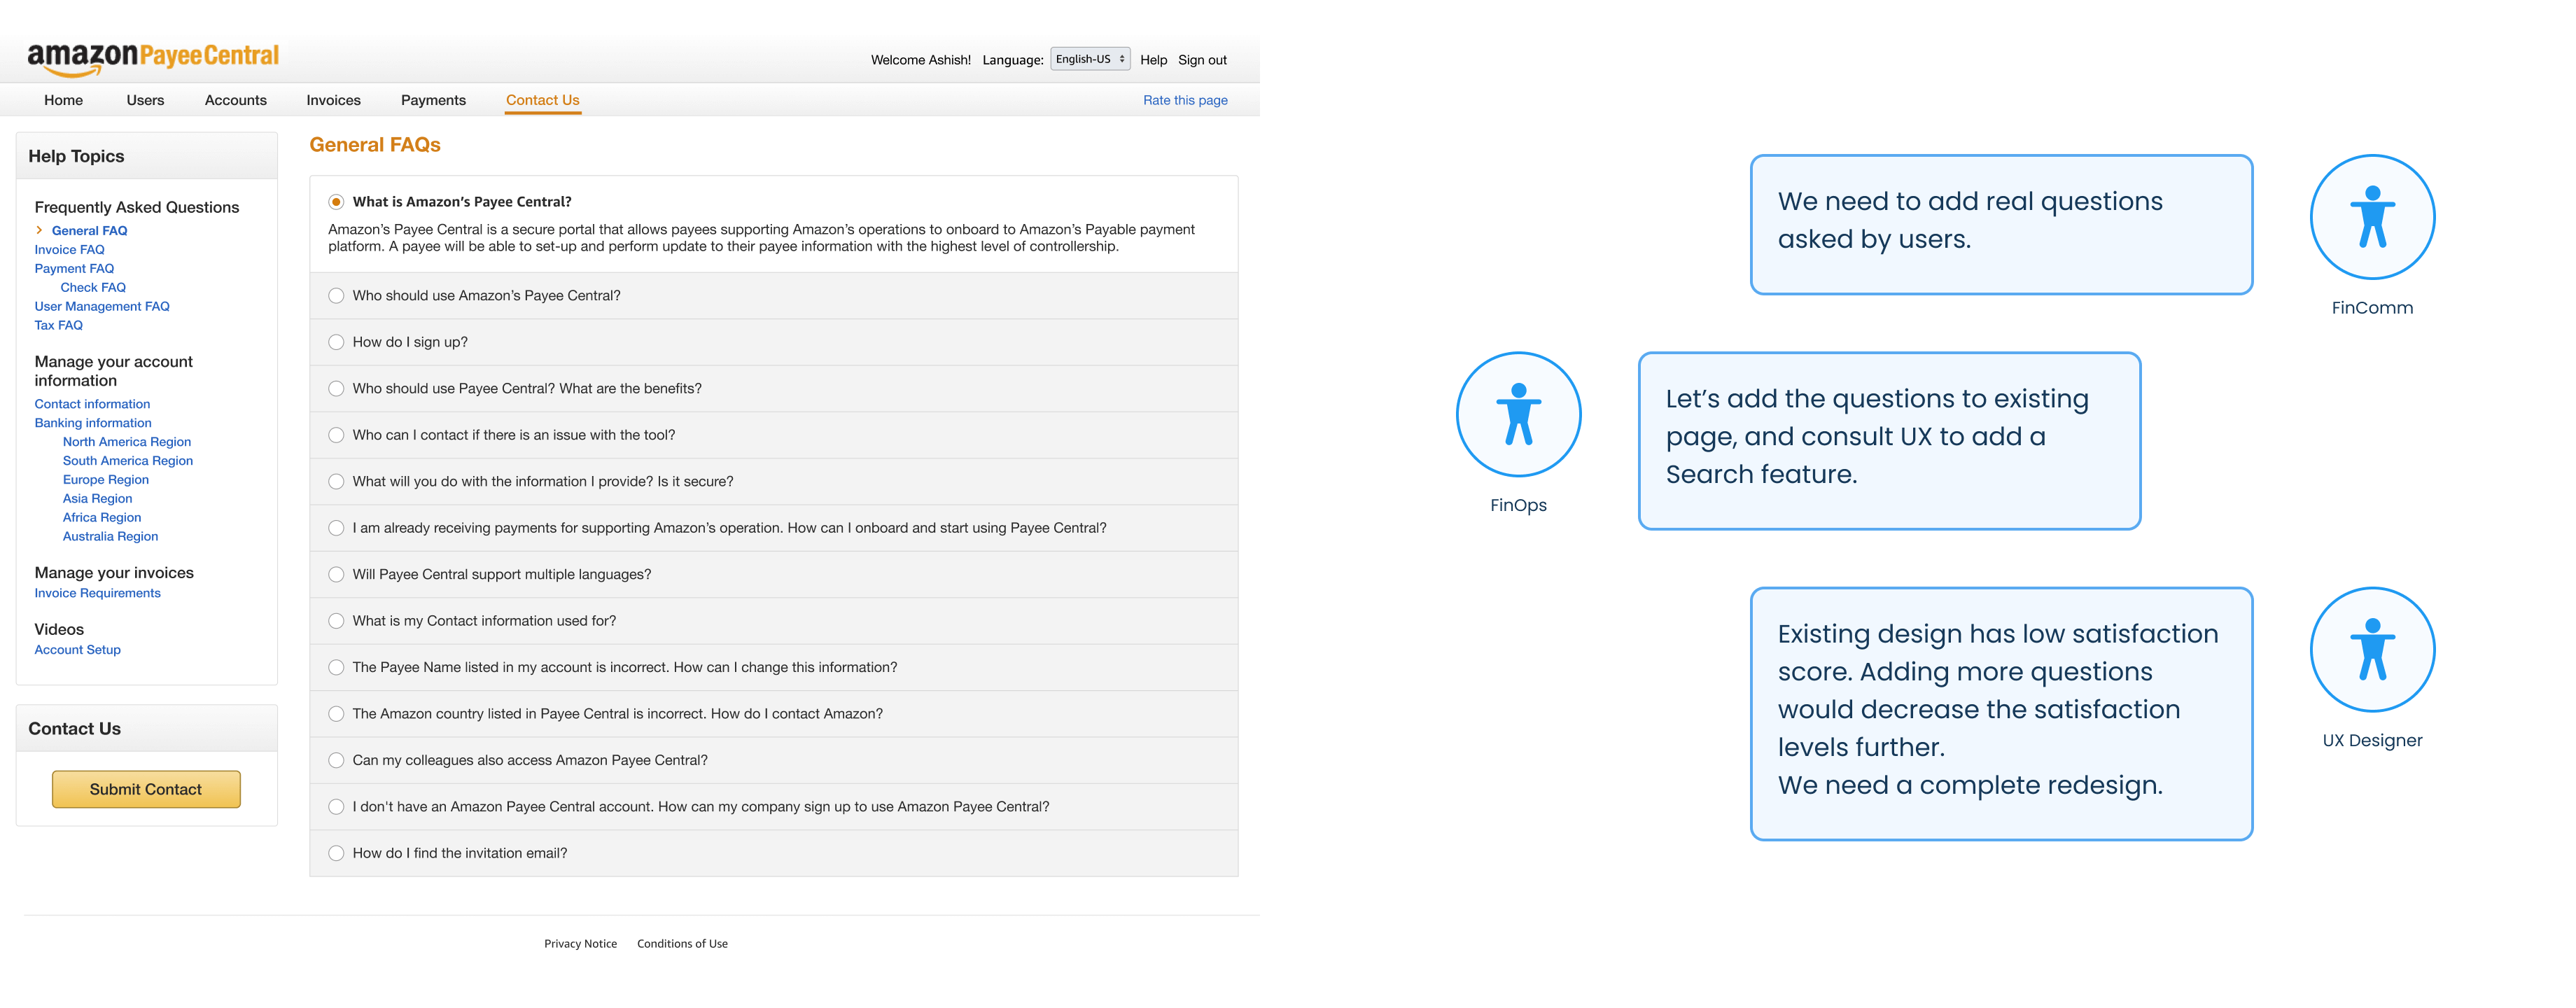 amazon PayeeCentral
Welcome Ashish! Language: English-US Help Sign out
Home Users Accounts Invoices Payments Contact Us Rate this page
Help Topics
Frequently Asked Questions
General FAQ
Invoice FAQ
Payment FAQ
Check FAQ
User Management FAQ
Tax FAQ
Manage your account
information
Contact information
Banking information
North America Region
South America Region
Europe Region
Asia Region
Africa Region
Australia Region
Manage your invoices
Invoice Requirements
Videos
Account Setup
Contact Us
Submit Contact
General FAQs
What is Amazon’s Payee Central?
Amazon’s Payee Central is a secure portal that allows payees supporting Amazon’s operations to onboard to Amazon’s Payable payment
platform. A payee will be able to set-up and perform update to their payee information with the highest level of controllership.
Who should use Amazon’s Payee Central?
How do I sign up?
Who should use Payee Central? What are the benefits?
Who can I contact if there is an issue with the tool?
What will you do with the information I provide? Is it secure?
I am already receiving payments for supporting Amazon’s operation. How can I onboard and start using Payee Central?
Will Payee Central support multiple languages?
What is my Contact information used for?
The Payee Name listed in my account is incorrect. How can I change this information?
The Amazon country listed in Payee Central is incorrect. How do I contact Amazon?
Can my colleagues also access Amazon Payee Central?
I don't have an Amazon Payee Central account. How can my company sign up to use Amazon Payee Central?
How do I find the invitation email?
Privacy Notice Conditions of Use
We need to add real questions
asked by users.
FinComm
Let’s add the questions to existing
page, and consult UX to add a
Search feature.
FinOps
Existing design has low satisfaction
score. Adding more questions
would decrease the satisfaction
levels further.
We need a complete redesign.
UX Designer